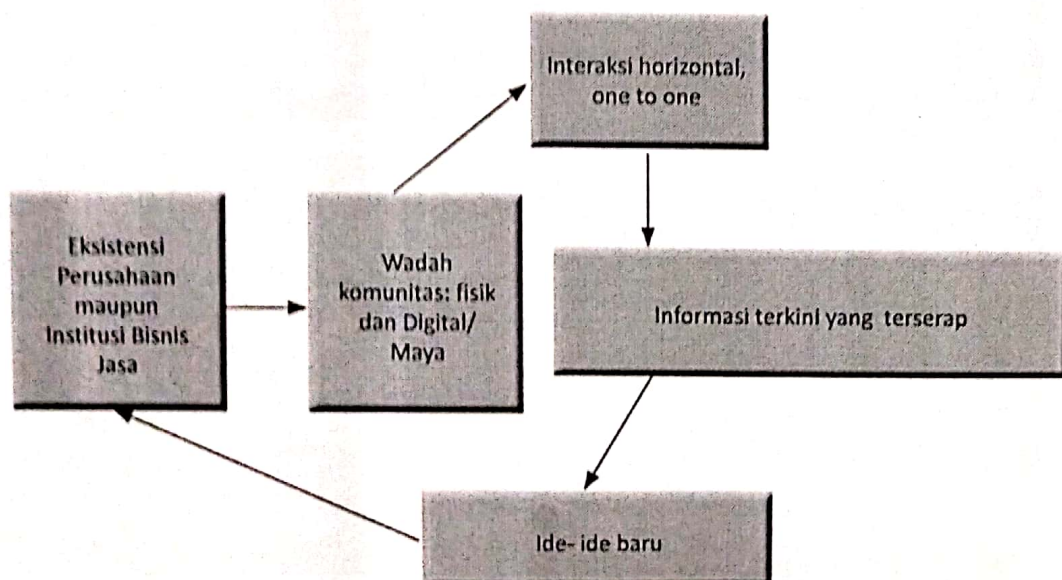 Interaksi horizontal,
one to one
Eksistensi
Perusahaan
maupun
Institusi Bisnis
Jasa
Wadah
komunitas: fisik
dan Digital/
Maya
Informasi terkini yang terserap
Ide- ide baru